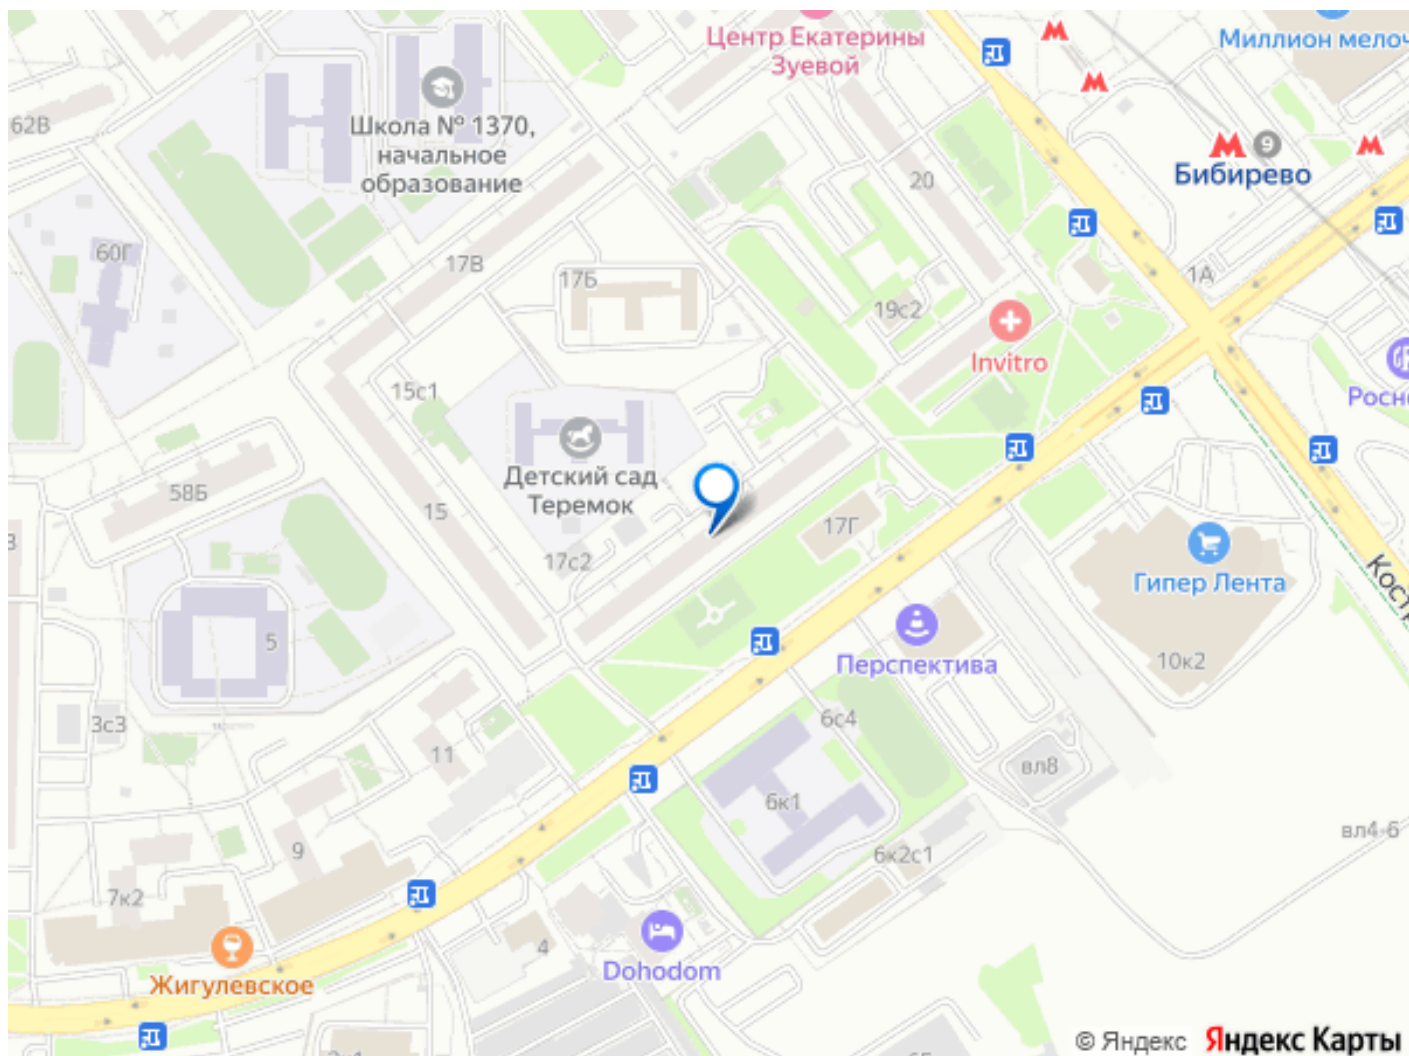 Центр Екатерины
Зуевой
Миллион мелоч
62В
Школа № 1370,
начальное
образование
9
Бибирево
20
60Г
17В
17Б
1А
19с2
Invitro
15с1
Росн
Детский сад
Теремок
58Б
15
17Г
17с2
Гипер Лента
Костр
5
Перспектива
10к2
3с3
6с4
11
вл8
6к1
вл4-6
9
6к2с1
7к2
4
Dohodom
Жигулевское
© Яндекс Яндекс Карты